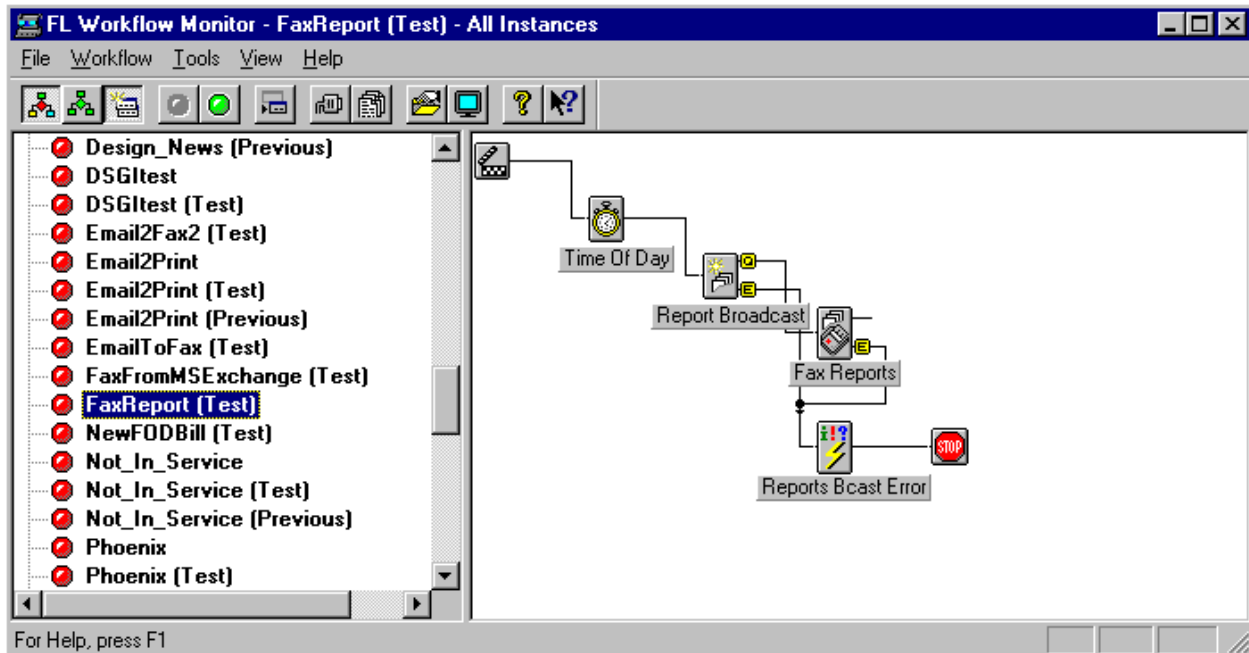 FL Workflow Monitor - FaxReport (Test) - All Instances
File Workflow Tools View Help
Design_News (Previous)
DSGItest
DSGItest (Test)
Email2Fax2 (Test)
Email2Print
Email2Print (Test)
Email2Print (Previous)
EmailToFax (Test)
FaxFromMSExchange (Test)
FaxReport (Test)
NewFODBill (Test)
Not_In_Service
Not_In_Service (Test)
Not_In_Service (Previous)
Phoenix
Phoenix (Test)
Time Of Day
G
E
Report Broadcast
E
Fax Reports
i!?
STOP
Reports Bcast Error
For Help, press F1